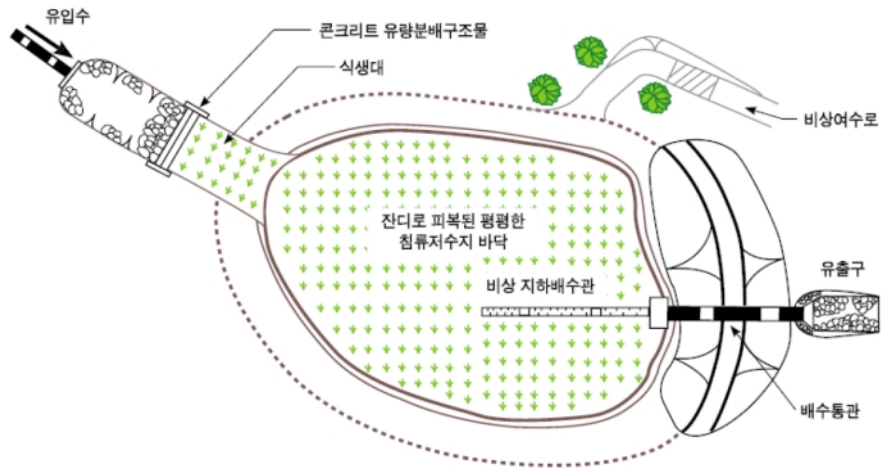 유입수
콘크리트 유량분배구조물
식생대
비상여수로
잔디로 피복된 평평한
침류저수지 바닥
비상 지하배수관
유출구
배수통관